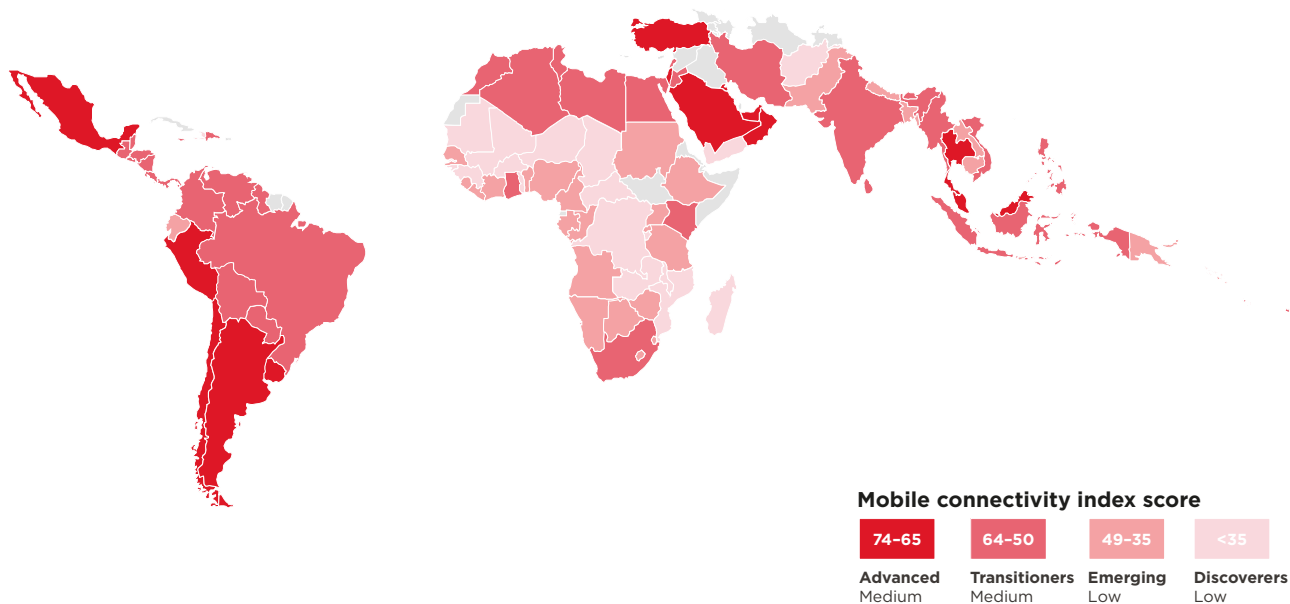 Mobile connectivity index score
74–65 64–50 49–35 <35
Advanced Transitioners Emerging Discoverers
Medium Medium Low Low